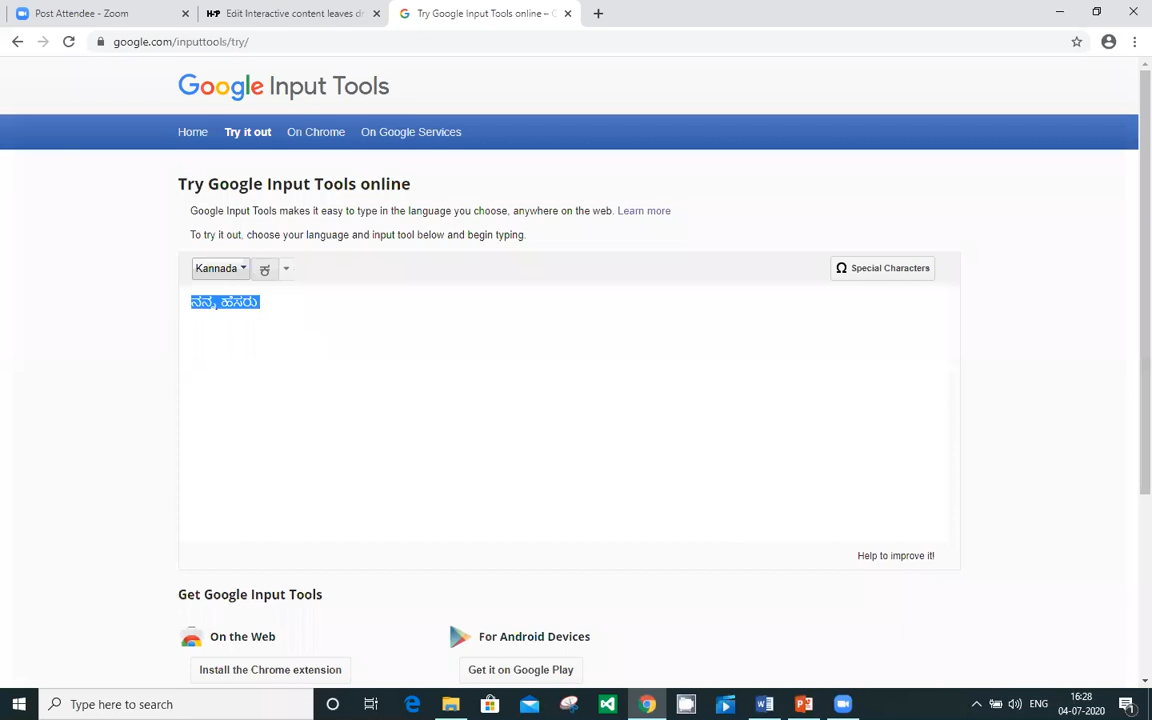 Post Attendee - Zoom
H-P Edit Interactive content leaves d
Try Google Input Tools online –
google.com/inputtools/try/
Google Input Tools
Home Try it out On Chrome On Google Services
Try Google Input Tools online
Google Input Tools makes it easy to type in the language you choose, anywhere on the web. Learn more
To try it out, choose your language and input tool below and begin typing.
Kannada ಕ Ω Special Characters
ನನ್ನ ಹೆಸರು
Help to improve it!
Get Google Input Tools
On the Web For Android Devices
Install the Chrome extension Get it on Google Play
Type here to search
ENG
16:28
04-07-2020
1